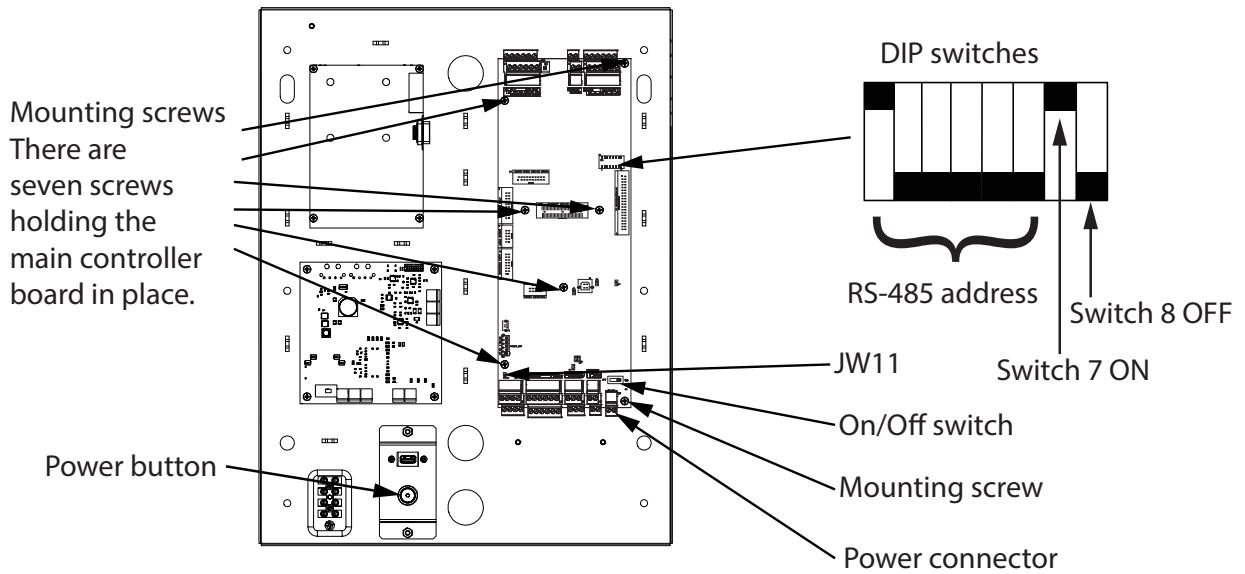 DIP switches
Mounting screws
There are
seven screws
holding the
main controller
board in place.
RS-485 address
Switch 8 OFF
JW11
Switch 7 ON
On/Off switch
Power button
Mounting screw
Power connector